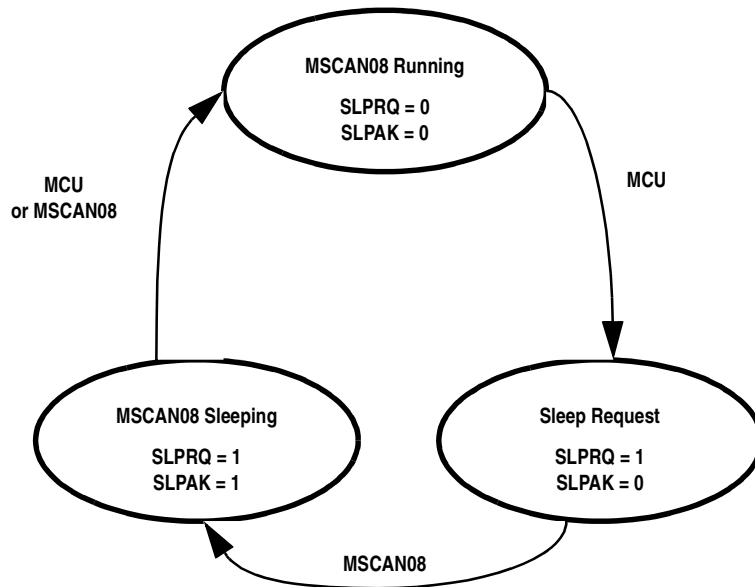 MSCAN08 Running
SLPRQ = 0
SLPAK = 0
MCU
or MSCAN08
MCU
MSCAN08 Sleeping
SLPRQ = 1
SLPAK = 1
Sleep Request
SLPRQ = 1
SLPAK = 0
MSCAN08